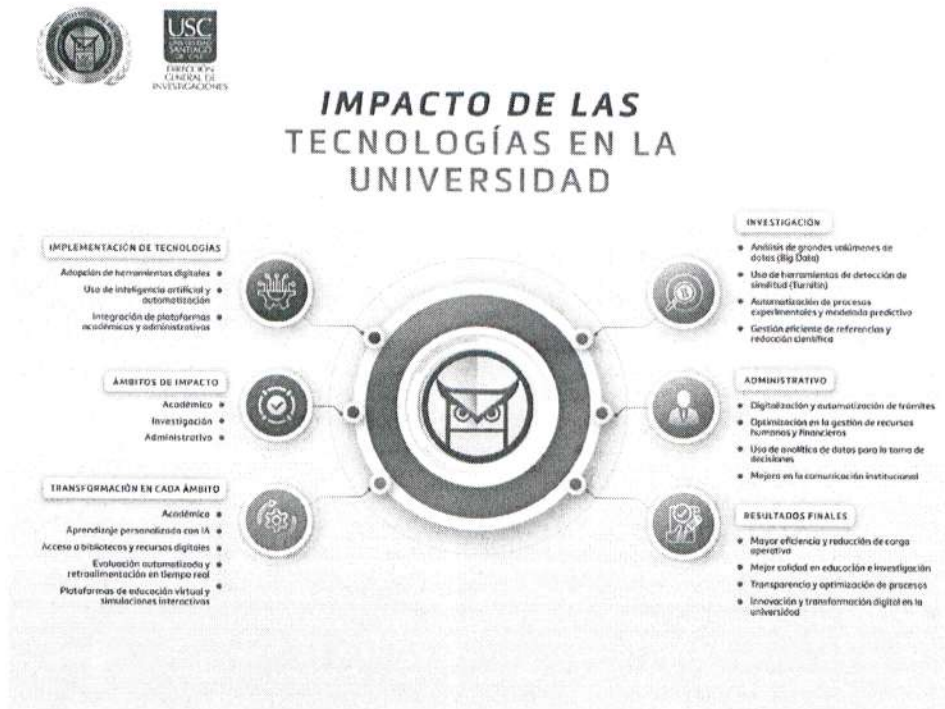 USC
UNIVERSIDAD
SANTIAGO
DE CALI
DIRECCIÓN
GENERAL DE
INVESTIGACIONES
IMPACTO DE LAS
TECNOLOGÍAS EN LA
UNIVERSIDAD
IMPLEMENTACIÓN DE TECNOLOGÍAS
Adopción de herramientas digitales
Uso de inteligencia artificial y
automatización
Integración de plataformas
académicas y administrativas
ÁMBITOS DE IMPACTO
Académico
Investigación
Administrativo
TRANSFORMACIÓN EN CADA ÁMBITO
Académico
Aprendizaje personalizado con IA
Acceso a bibliotecas y recursos digitales
Evaluación automatizada y
retroalimentación en tiempo real
Plataformas de educación virtual y
simulaciones interactivas
INVESTIGACIÓN
Análisis de grandes volúmenes de
datos (Big Data)
Uso de herramientas de detección de
similitud (Turnitin)
Automatización de procesos
experimentales y modelado predictivo
Gestión eficiente de referencias y
redacción científica
ADMINISTRATIVO
Digitalización y automatización de trámites
Optimización en la gestión de recursos
humanos y financieros
Uso de analítica de datos para la toma de
decisiones
Mejora en la comunicación institucional
RESULTADOS FINALES
Mayor eficiencia y reducción de carga
operativa
Mejor calidad en educación e investigación
Transparencia y optimización de procesos
Innovación y transformación digital en la
universidad